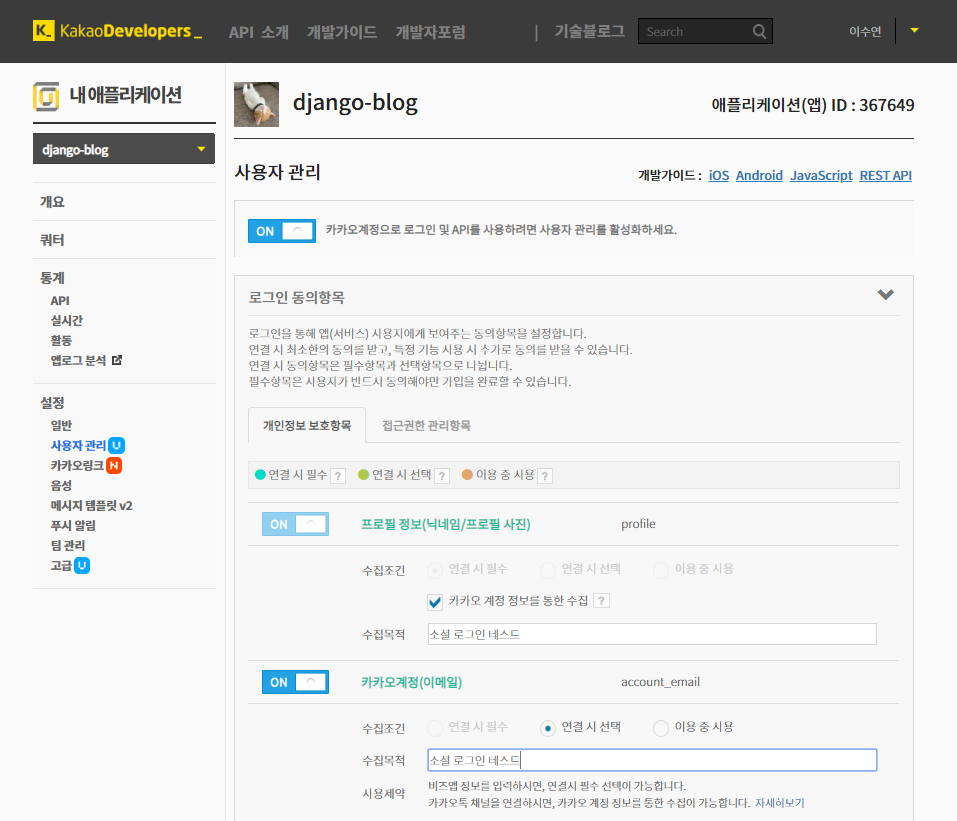 K_ KakaoDevelopers_ API 소개 개발가이드 개발자포럼 | 기술블로그 Search 이수연
내 애플리케이션
django-blog
개요
쿼터
통계
API
실시간
활동
앱로그 분석
설정
일반
사용자 관리 U
카카오링크 N
음성
메시지 템플릿 v2
푸시 알림
팀 관리
고급 U
django-blog 애플리케이션(앱) ID : 367649
사용자 관리 개발가이드 : iOS Android JavaScript REST API
ON 카카오계정으로 로그인 및 API를 사용하려면 사용자 관리를 활성화하세요.
로그인 동의항목
로그인을 통해 앱(서비스) 사용자에게 보여주는 동의항목을 설정합니다.
연결 시 최소한의 동의를 받고, 특정 기능 사용 시 추가로 동의를 받을 수 있습니다.
연결 시 동의항목은 필수항목과 선택항목으로 나뉩니다.
필수항목은 사용자가 반드시 동의해야만 가입을 완료할 수 있습니다.
개인정보 보호항목 접근권한 관리항목
연결 시 필수 ? 연결 시 선택 ? 이용 중 사용 ?
ON 프로필 정보(닉네임/프로필 사진) profile
수집조건 연결 시 필수 연결 시 선택 이용 중 사용
카카오 계정 정보를 통한 수집 ?
수집목적 소설 로그인 테스트
ON 카카오계정(이메일) account_email
수집조건 연결 시 필수 연결 시 선택 이용 중 사용
수집목적 소설 로그인 테스트
사용제약 비즈앱 정보를 입력하시면, 연결시 필수 선택이 가능합니다.
카카오톡 채널을 연결하시면, 카카오 계정 정보를 통한 수집이 가능합니다. 자세히보기